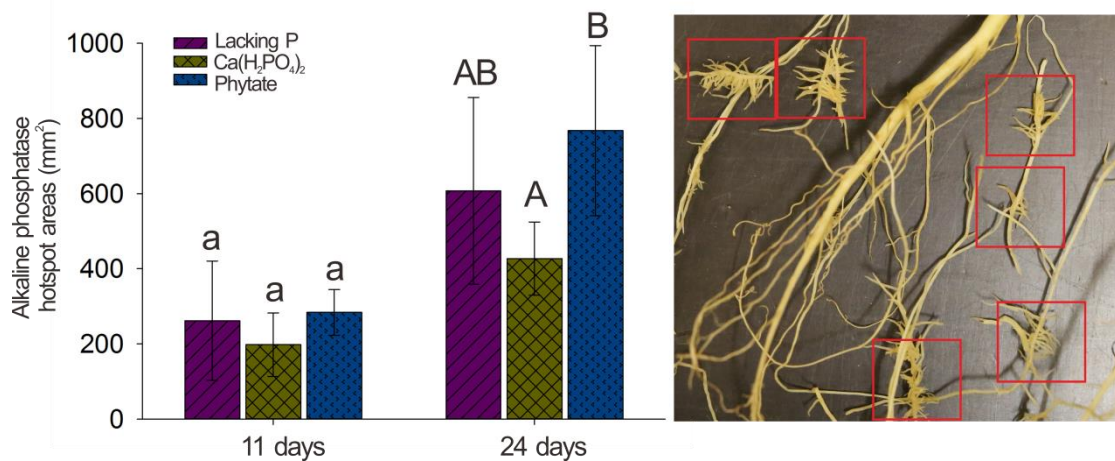 Alkaline phosphatase
hotspot areas (mm²)
1000
800
600
400
200
0
Lacking P
Ca(H₂PO₄)₂
Phytate
a
a
a
AB
A
B
11 days
24 days